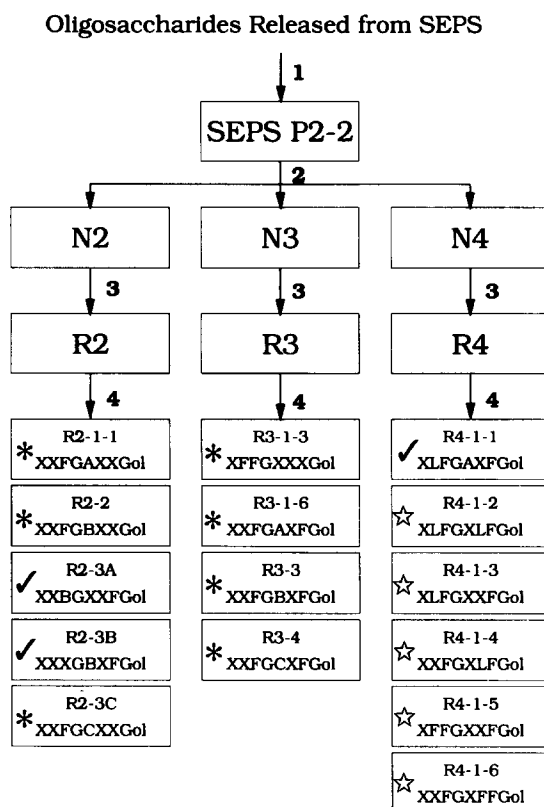 Oligosaccharides Released from SEPS
1
SEPS P2-2
2
N2
N3
N4
3
3
3
R2
R3
R4
4
4
4
R2-1-1
*XXFGAXXGol
R2-2
*XXFGBXXGol
R2-3A
✓XXBGXXFGol
R2-3B
✓XXXGBXFGol
R2-3C
*XXFGCXXGol
R3-1-3
*XFFGXXXGol
R3-1-6
*XXFGAXFGol
R3-3
*XXFGBXFGol
R3-4
*XXFGCXFGol
R4-1-1
✓XLFGAXFGol
R4-1-2
☆XLFGXLFGol
R4-1-3
☆XLFGXXFGol
R4-1-4
☆XXFGXLFGol
R4-1-5
☆XFFGXXFGol
R4-1-6
☆XXFGXFFGol